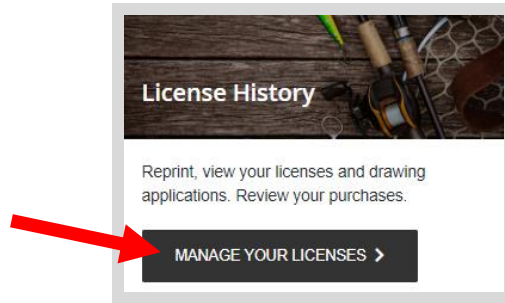 License History
Reprint, view your licenses and drawing
applications. Review your purchases.
MANAGE YOUR LICENSES >